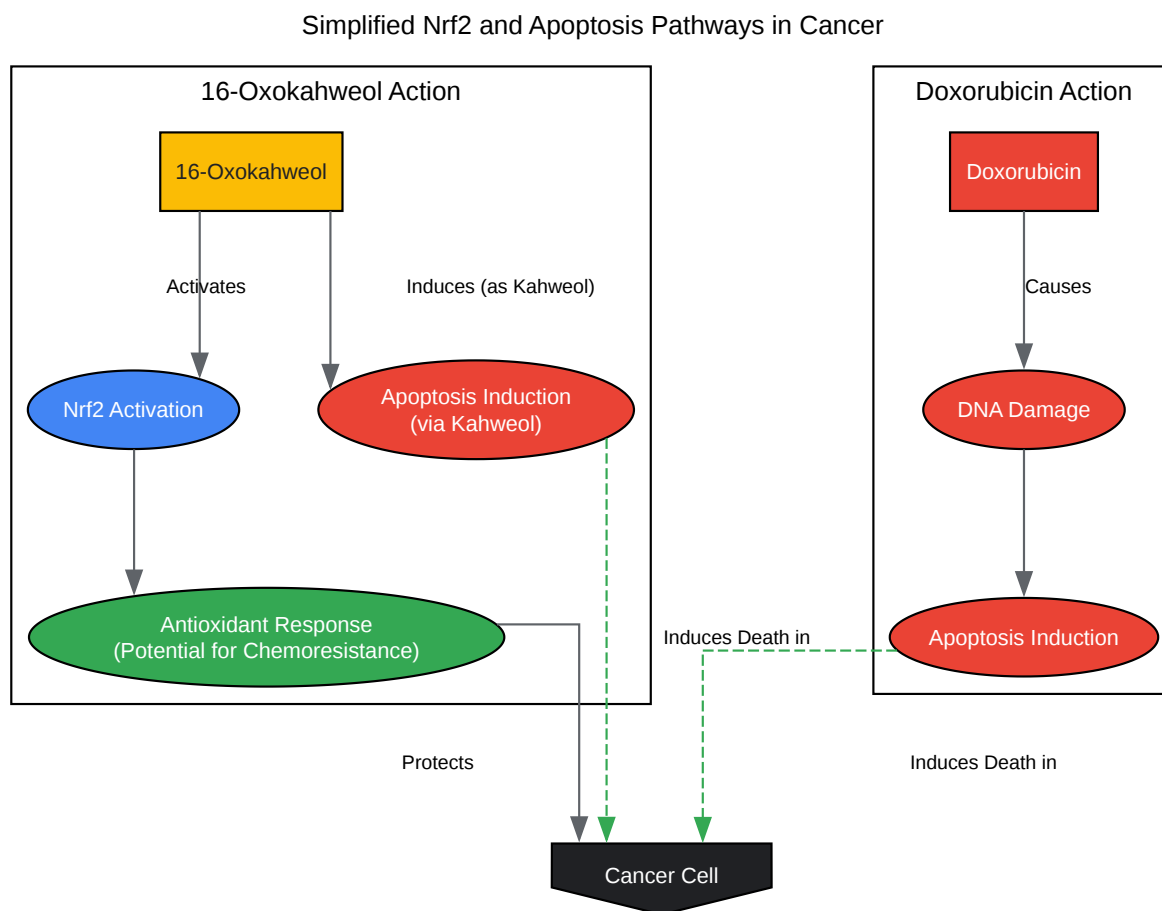 Simplified Nrf2 and Apoptosis Pathways in Cancer
16-Oxokahweol Action
Doxorubicin Action
16-Oxokahweol
Doxorubicin
Activates
Induces (as Kahweol)
Causes
Nrf2 Activation
Apoptosis Induction
(via Kahweol)
DNA Damage
Antioxidant Response
(Potential for Chemoresistance)
Induces Death in
Apoptosis Induction
Protects
Induces Death in
Cancer Cell